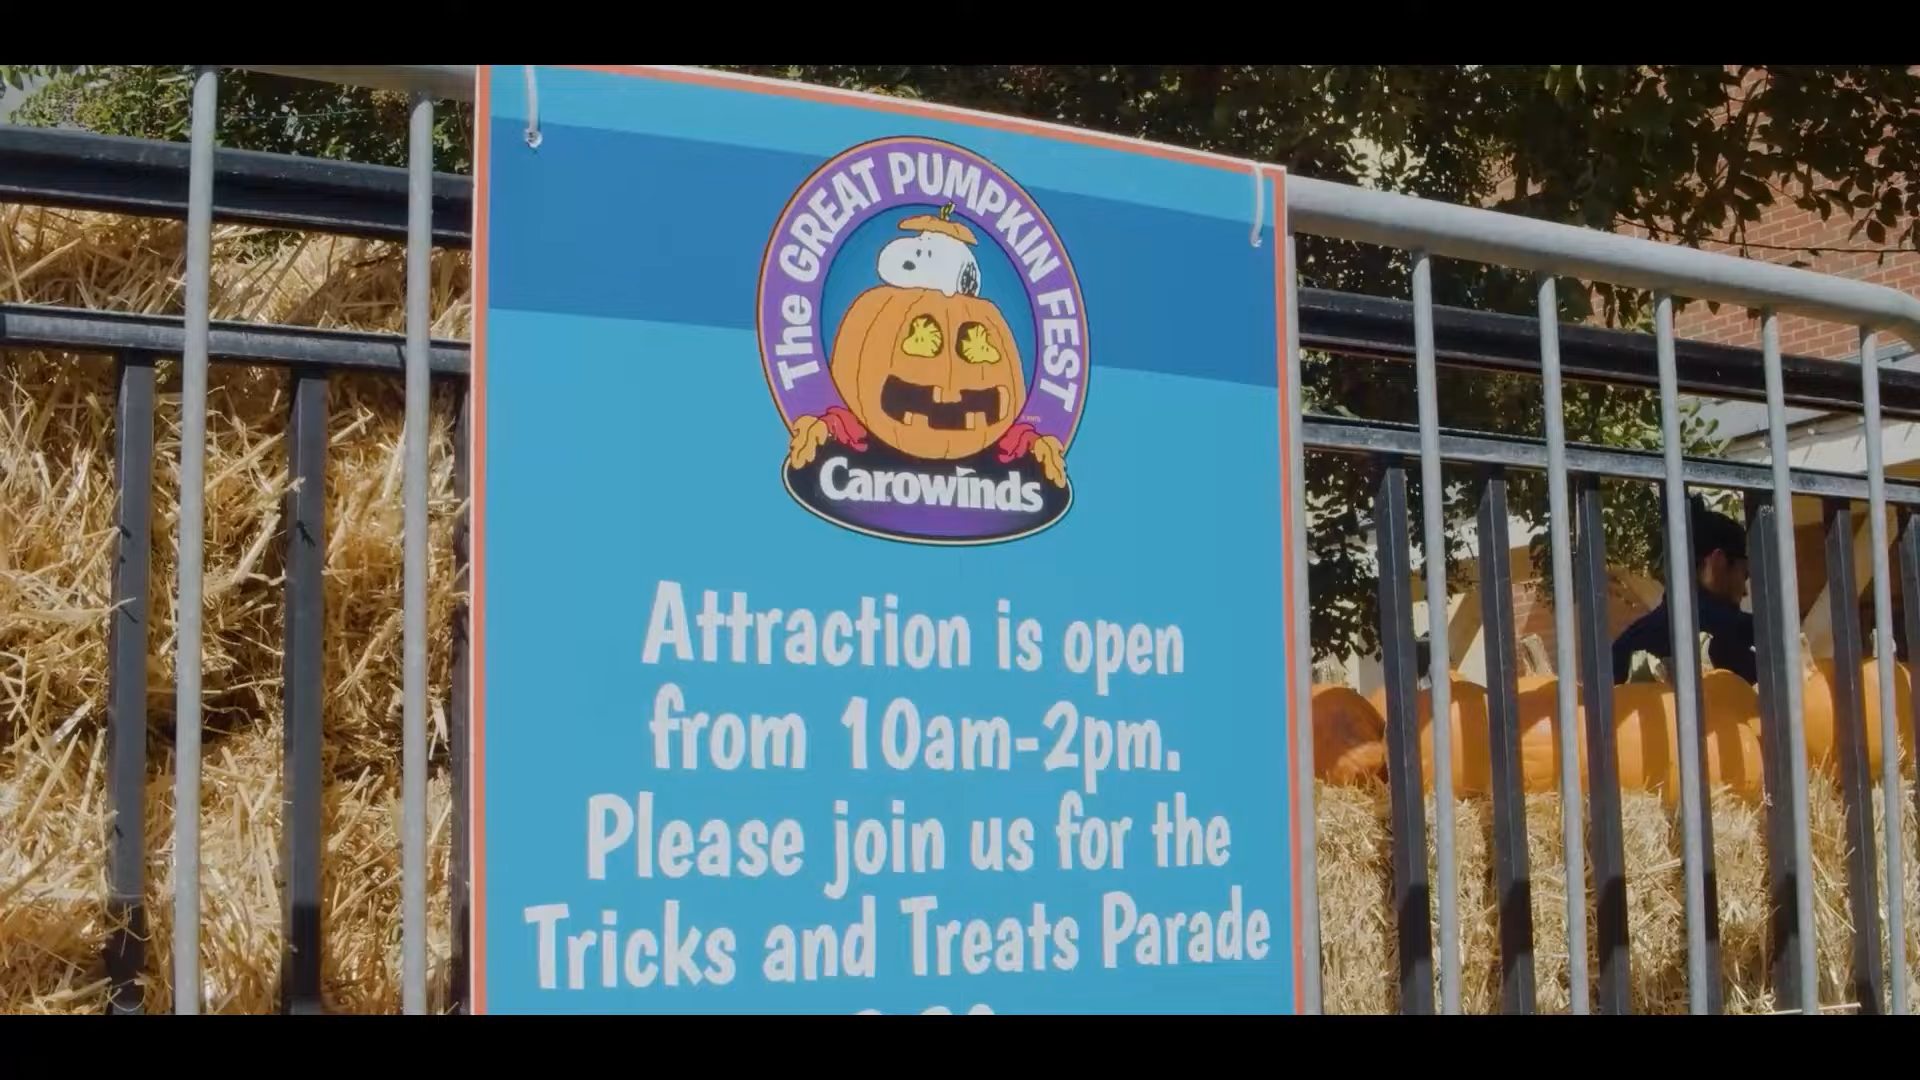 The GREAT PUMPKIN FEST
Carowinds
Attraction is open
from 10am-2pm.
Please join us for the
Tricks and Treats Parade